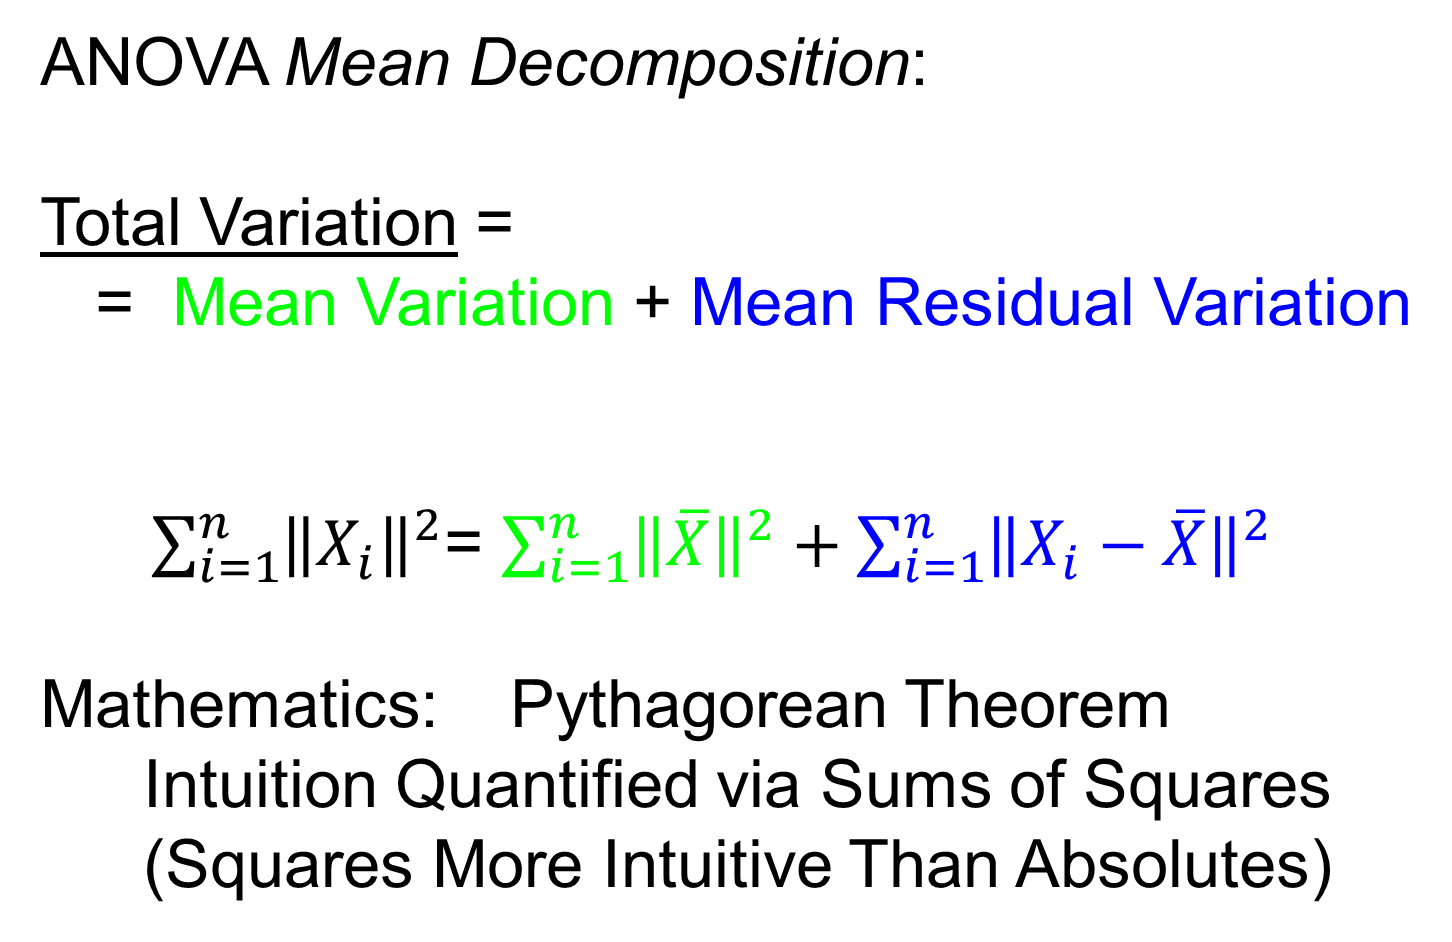 ANOVA Mean Decomposition:
Total Variation =
= Mean Variation + Mean Residual Variation
∑ⁿᵢ₌₁‖Xᵢ‖²= ∑ⁿᵢ₌₁‖X̄‖² + ∑ⁿᵢ₌₁‖Xᵢ − X̄‖²
Mathematics: Pythagorean Theorem
Intuition Quantified via Sums of Squares
(Squares More Intuitive Than Absolutes)